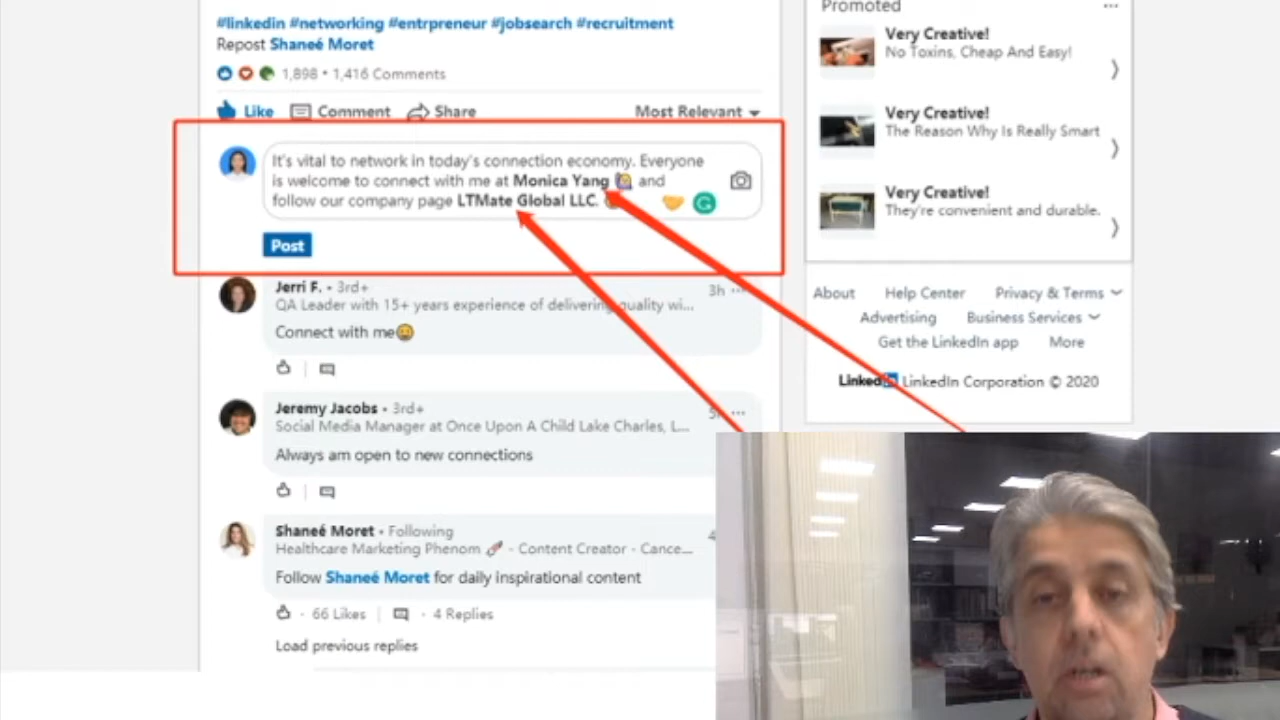 #linkedin #networking #entrpreneur #jobsearch #recruitment
Repost Shaneé Moret
1,898 • 1,416 Comments
Like Comment Share Most Relevant
It's vital to network in today's connection economy. Everyone
is welcome to connect with me at Monica Yang and
follow our company page LTMate Global LLC.
Post
Jerri F. • 3rd+ 3h ...
QA Leader with 15+ years experience of delivering quality wi...
Connect with me
Jeremy Jacobs • 3rd+ 5h ...
Social Media Manager at Once Upon A Child Lake Charles, L...
Always am open to new connections
Shaneé Moret • Following 4
Healthcare Marketing Phenom - Content Creator - Cance...
Follow Shaneé Moret for daily inspirational content
· 66 Likes | · 4 Replies
Load previous replies
Promoted ...
Very Creative!
No Toxins, Cheap And Easy!
Very Creative!
The Reason Why Is Really Smart
Very Creative!
They're convenient and durable.
About Help Center Privacy & Terms
Advertising Business Services
Get the LinkedIn app More
LinkedIn LinkedIn Corporation © 2020